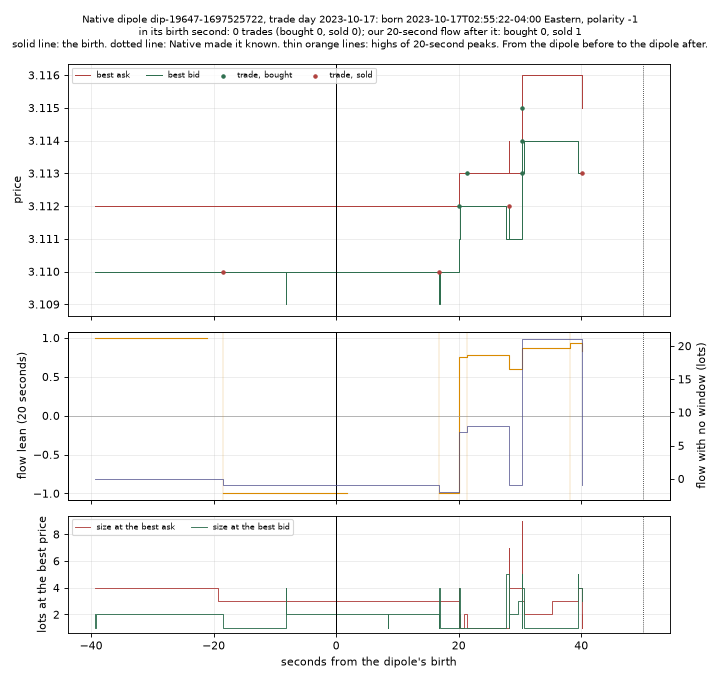 Native dipole dip-19647-1697525722, trade day 2023-10-17: born 2023-10-17T02:55:22-04:00 Eastern, polarity -1
in its birth second: 0 trades (bought 0, sold 0); our 20-second flow after it: bought 0, sold 1
solid line: the birth. dotted line: Native made it known. thin orange lines: highs of 20-second peaks. From the dipole before to the dipole after.
best ask
best bid
trade, bought
trade, sold
3.116
3.115
3.114
3.113
3.112
3.111
3.110
3.109
price
1.0
0.5
0.0
−0.5
−1.0
flow lean (20 seconds)
20
15
10
5
0
flow with no window (lots)
size at the best ask
size at the best bid
8
6
4
2
lots at the best price
−40
−20
0
20
40
seconds from the dipole's birth